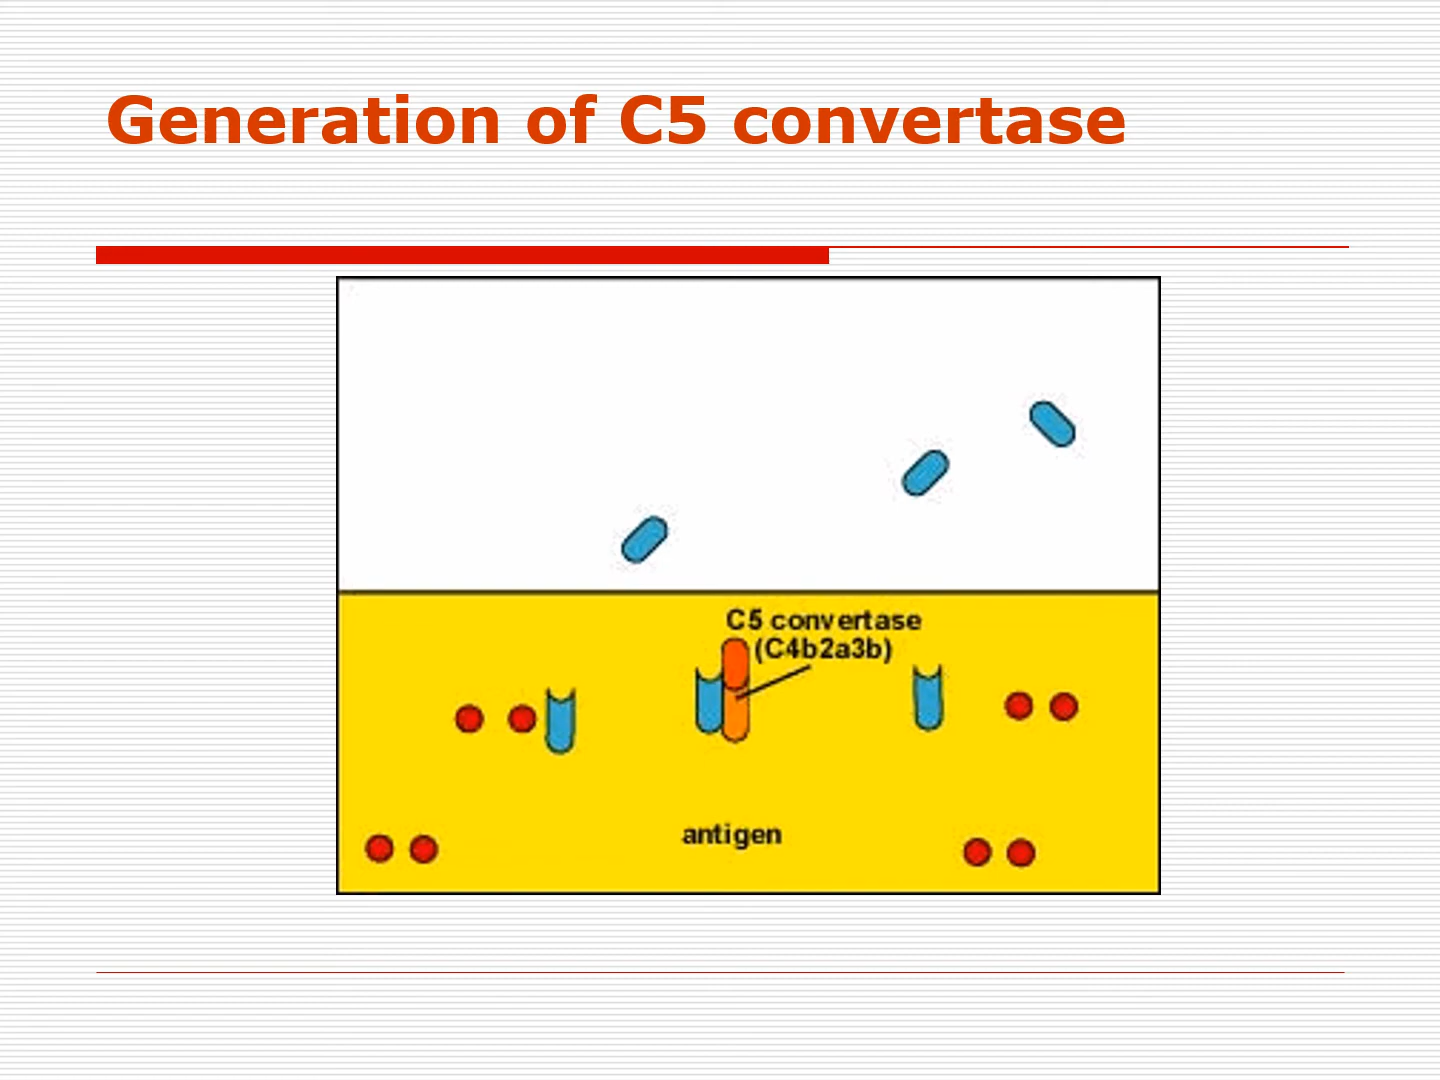 Generation of C5 convertase
C5 convertase
(C4b2a3b)
antigen